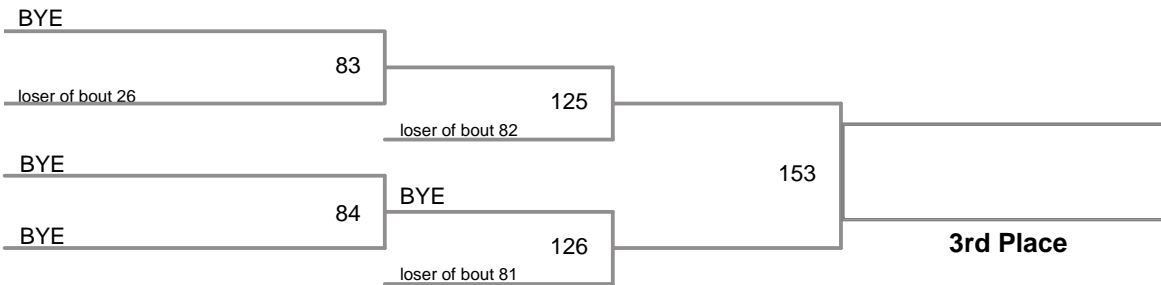 BYE
83
loser of bout 26
125
loser of bout 82
BYE
153
BYE
84
BYE
126
3rd Place
loser of bout 81